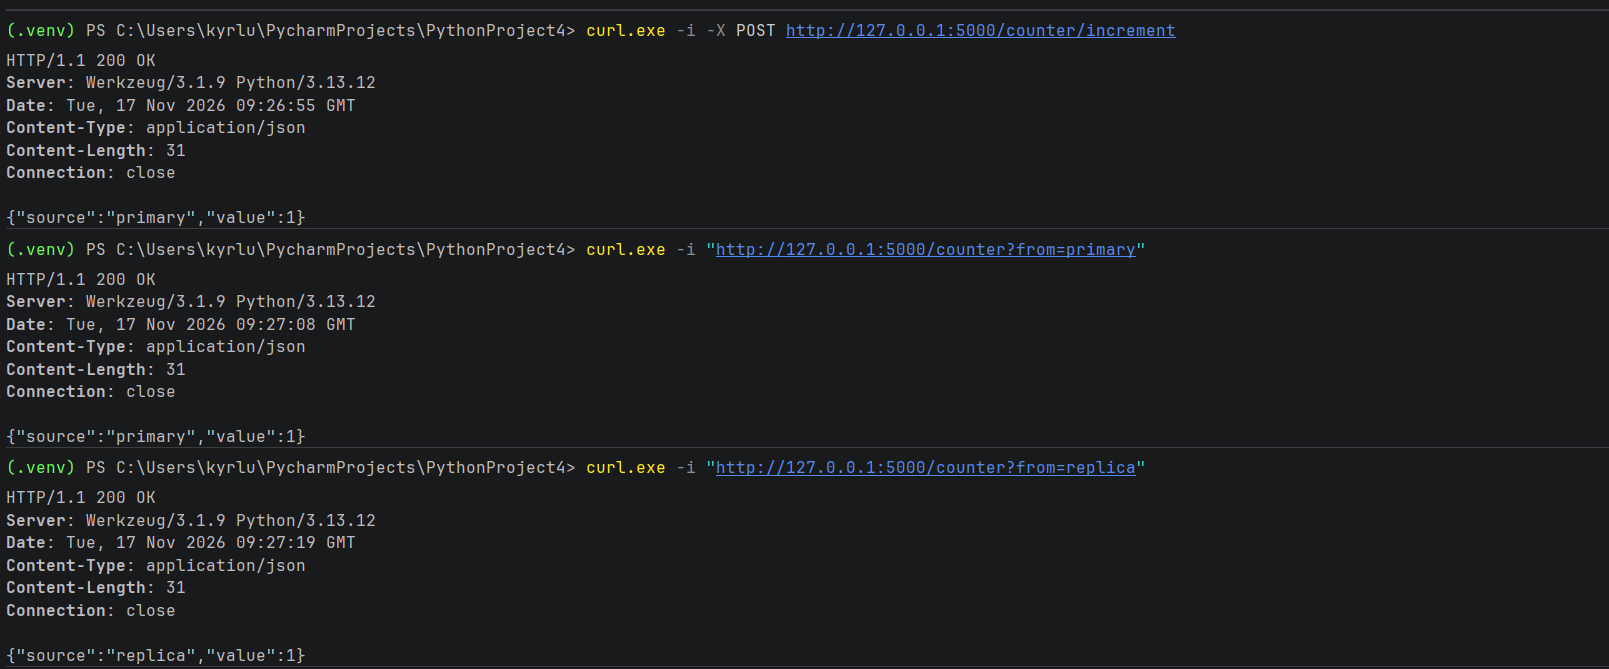 (.venv) PS C:\Users\kyrlu\PycharmProjects\PythonProject4> curl.exe -i -X POST http://127.0.0.1:5000/counter/increment
HTTP/1.1 200 OK
Server: Werkzeug/3.1.9 Python/3.13.12
Date: Tue, 17 Nov 2026 09:26:55 GMT
Content-Type: application/json
Content-Length: 31
Connection: close

{"source":"primary","value":1}
(.venv) PS C:\Users\kyrlu\PycharmProjects\PythonProject4> curl.exe -i "http://127.0.0.1:5000/counter?from=primary"
HTTP/1.1 200 OK
Server: Werkzeug/3.1.9 Python/3.13.12
Date: Tue, 17 Nov 2026 09:27:08 GMT
Content-Type: application/json
Content-Length: 31
Connection: close

{"source":"primary","value":1}
(.venv) PS C:\Users\kyrlu\PycharmProjects\PythonProject4> curl.exe -i "http://127.0.0.1:5000/counter?from=replica"
HTTP/1.1 200 OK
Server: Werkzeug/3.1.9 Python/3.13.12
Date: Tue, 17 Nov 2026 09:27:19 GMT
Content-Type: application/json
Content-Length: 31
Connection: close

{"source":"replica","value":1}